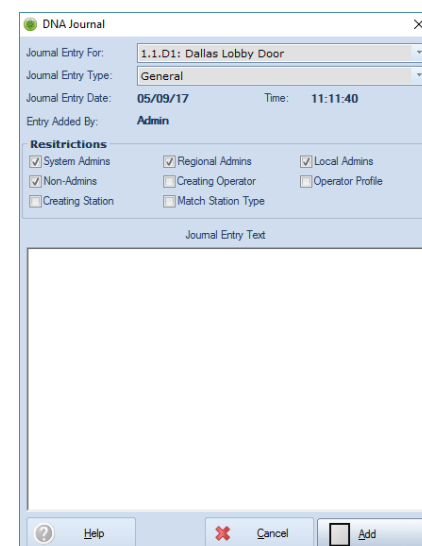 DNA Journal
Journal Entry For: 1.1.D1: Dallas Lobby Door
Journal Entry Type: General
Journal Entry Date: 05/09/17 Time: 11:11:40
Entry Added By: Admin
Resitrictions
System Admins Regional Admins Local Admins
Non-Admins Creating Operator Operator Profile
Creating Station Match Station Type
Journal Entry Text
Help Cancel Add